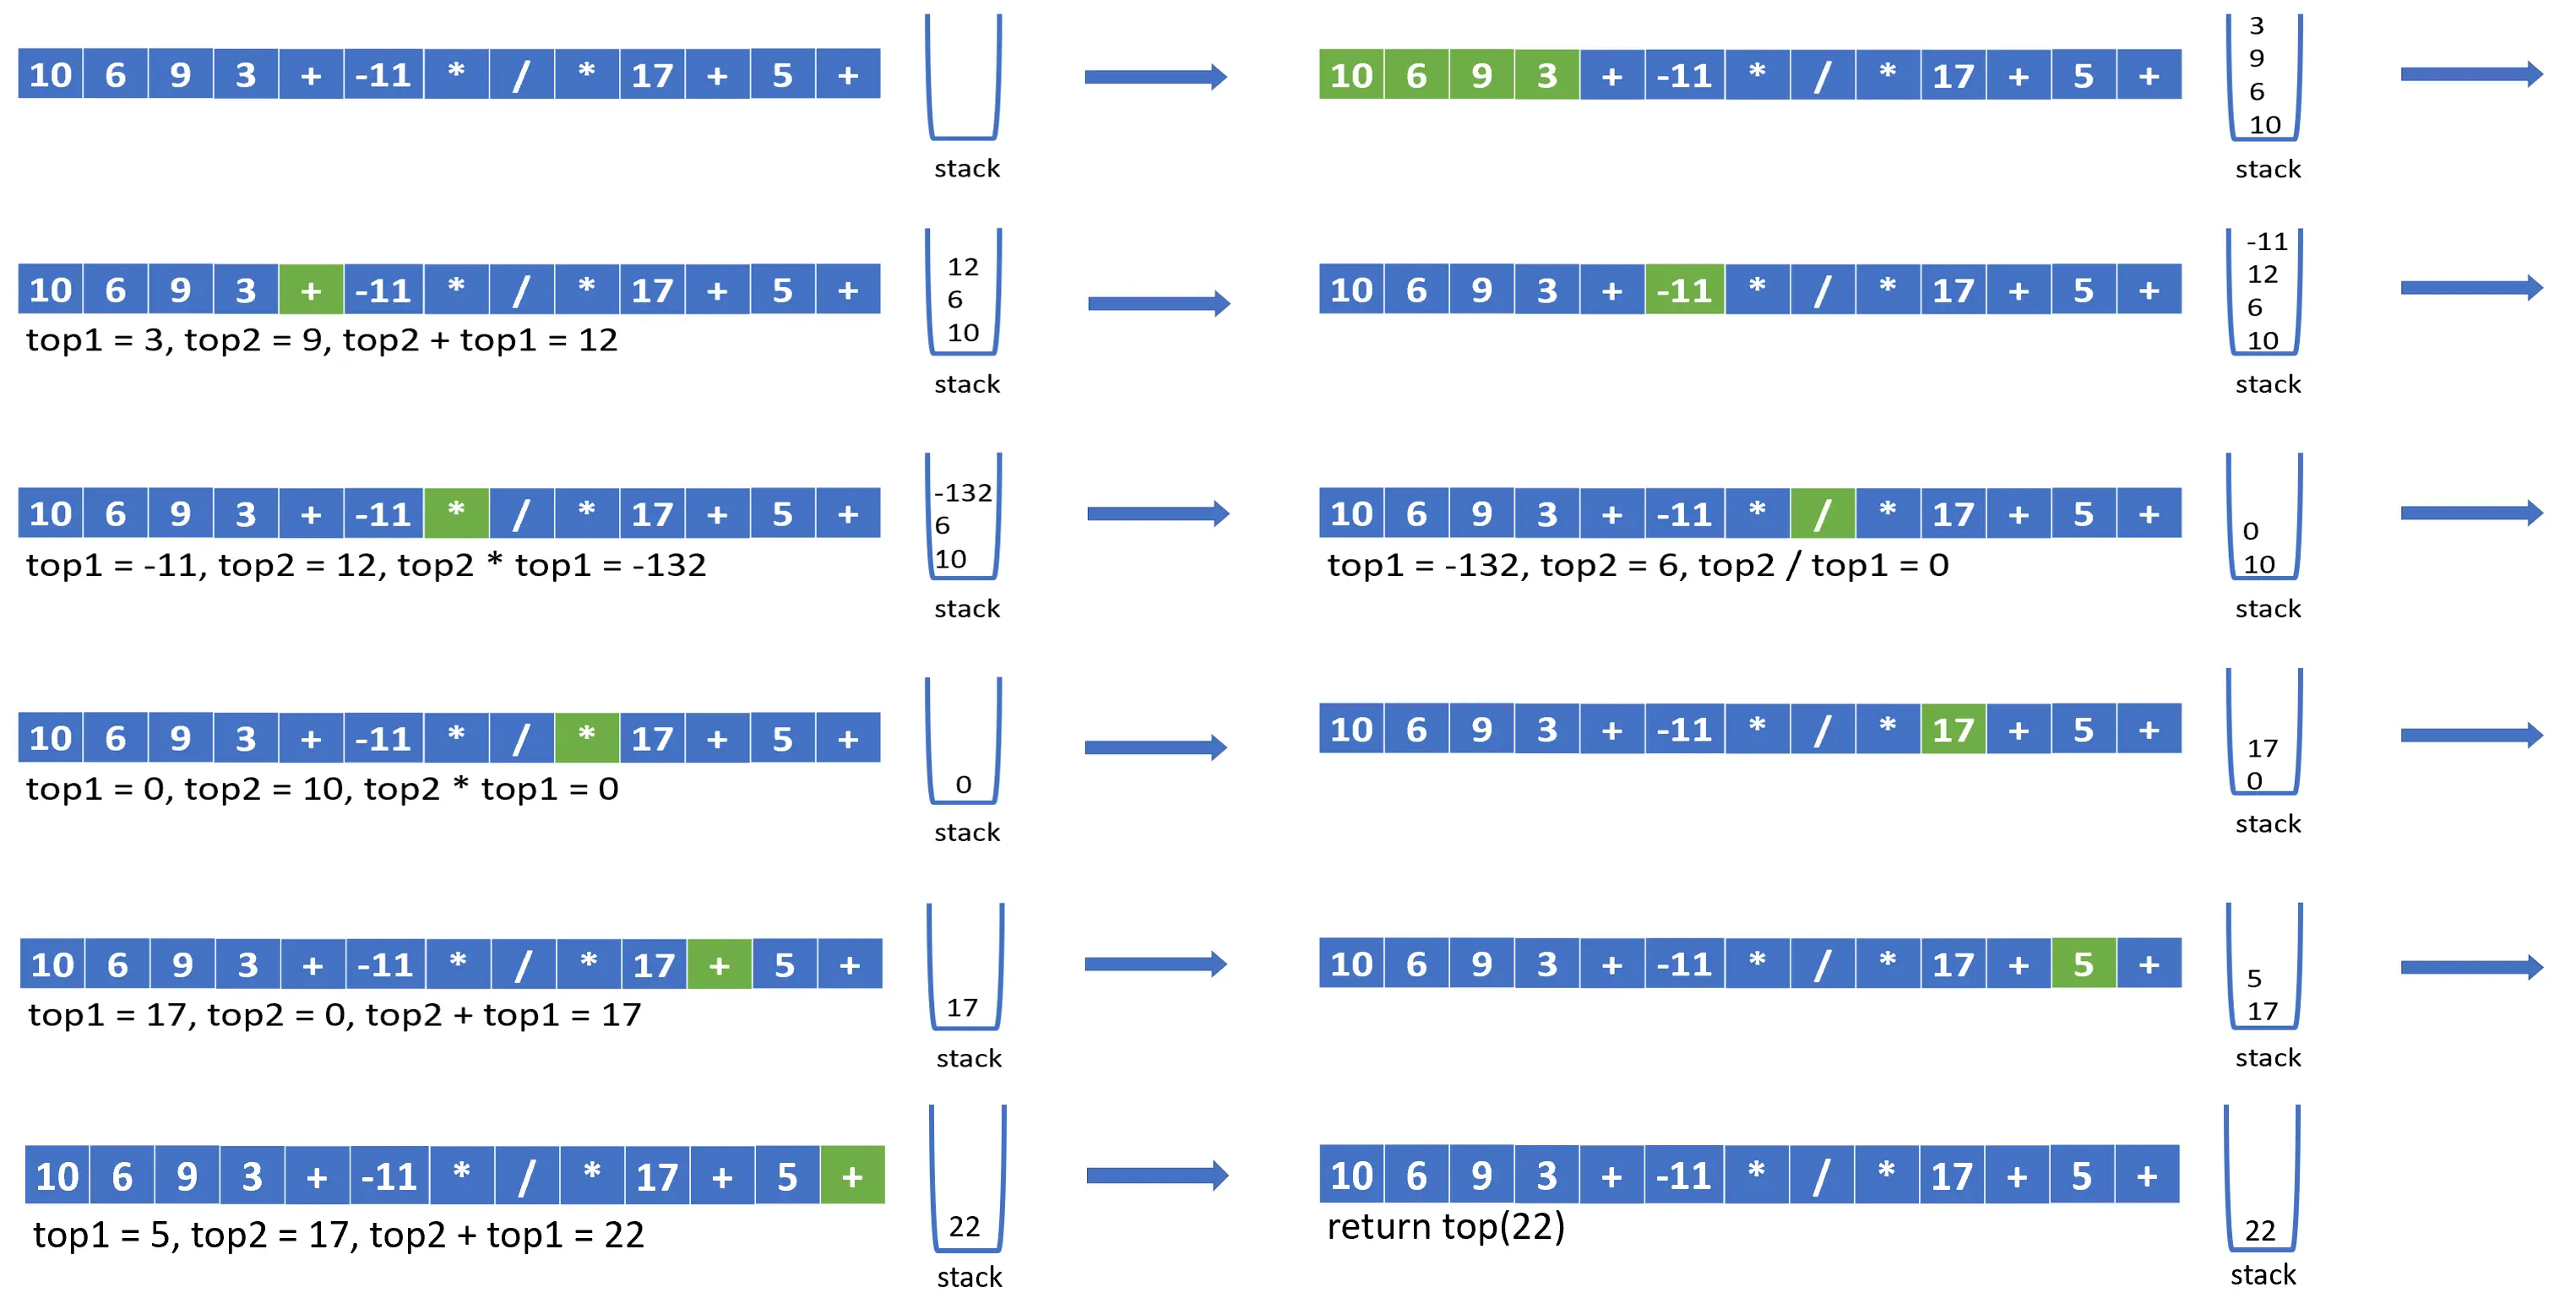 10 6 9 3 + -11 * / * 17 + 5 +
stack
10 6 9 3 + -11 * / * 17 + 5 +
3
9
6
10
stack
10 6 9 3 + -11 * / * 17 + 5 +
top1 = 3, top2 = 9, top2 + top1 = 12
12
6
10
stack
10 6 9 3 + -11 * / * 17 + 5 +
-11
12
6
10
stack
10 6 9 3 + -11 * / * 17 + 5 +
top1 = -11, top2 = 12, top2 * top1 = -132
-132
6
10
stack
10 6 9 3 + -11 * / * 17 + 5 +
top1 = -132, top2 = 6, top2 / top1 = 0
0
10
stack
10 6 9 3 + -11 * / * 17 + 5 +
top1 = 0, top2 = 10, top2 * top1 = 0
0
stack
10 6 9 3 + -11 * / * 17 + 5 +
17
0
stack
10 6 9 3 + -11 * / * 17 + 5 +
top1 = 17, top2 = 0, top2 + top1 = 17
17
stack
10 6 9 3 + -11 * / * 17 + 5 +
5
17
stack
10 6 9 3 + -11 * / * 17 + 5 +
top1 = 5, top2 = 17, top2 + top1 = 22
22
stack
10 6 9 3 + -11 * / * 17 + 5 +
return top(22)
22
stack